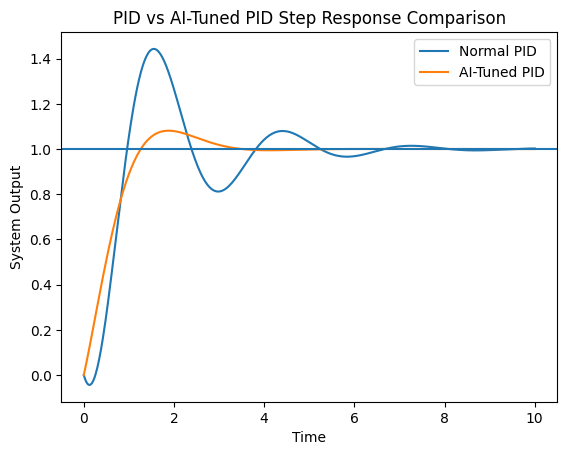 PID vs AI-Tuned PID Step Response Comparison
Normal PID
AI-Tuned PID
System Output
1.4
1.2
1.0
0.8
0.6
0.4
0.2
0.0
0 2 4 6 8 10
Time